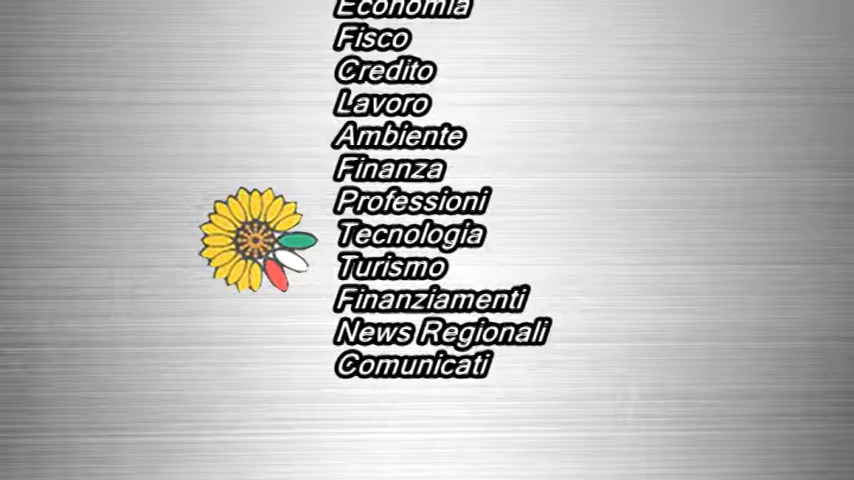 Economia
Fisco
Credito
Lavoro
Ambiente
Finanza
Professioni
Tecnologia
Turismo
Finanziamenti
News Regionali
Comunicati